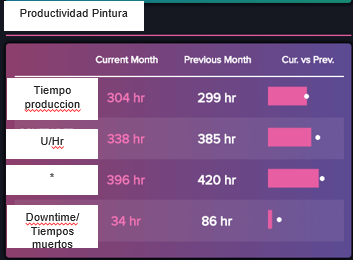 Productividad Pintura
Current Month Previous Month Cur. vs Prev.
Tiempo
produccion
304 hr 299 hr
U/Hr
338 hr 385 hr
*
396 hr 420 hr
Downtime/
Tiempos
muertos
34 hr 86 hr